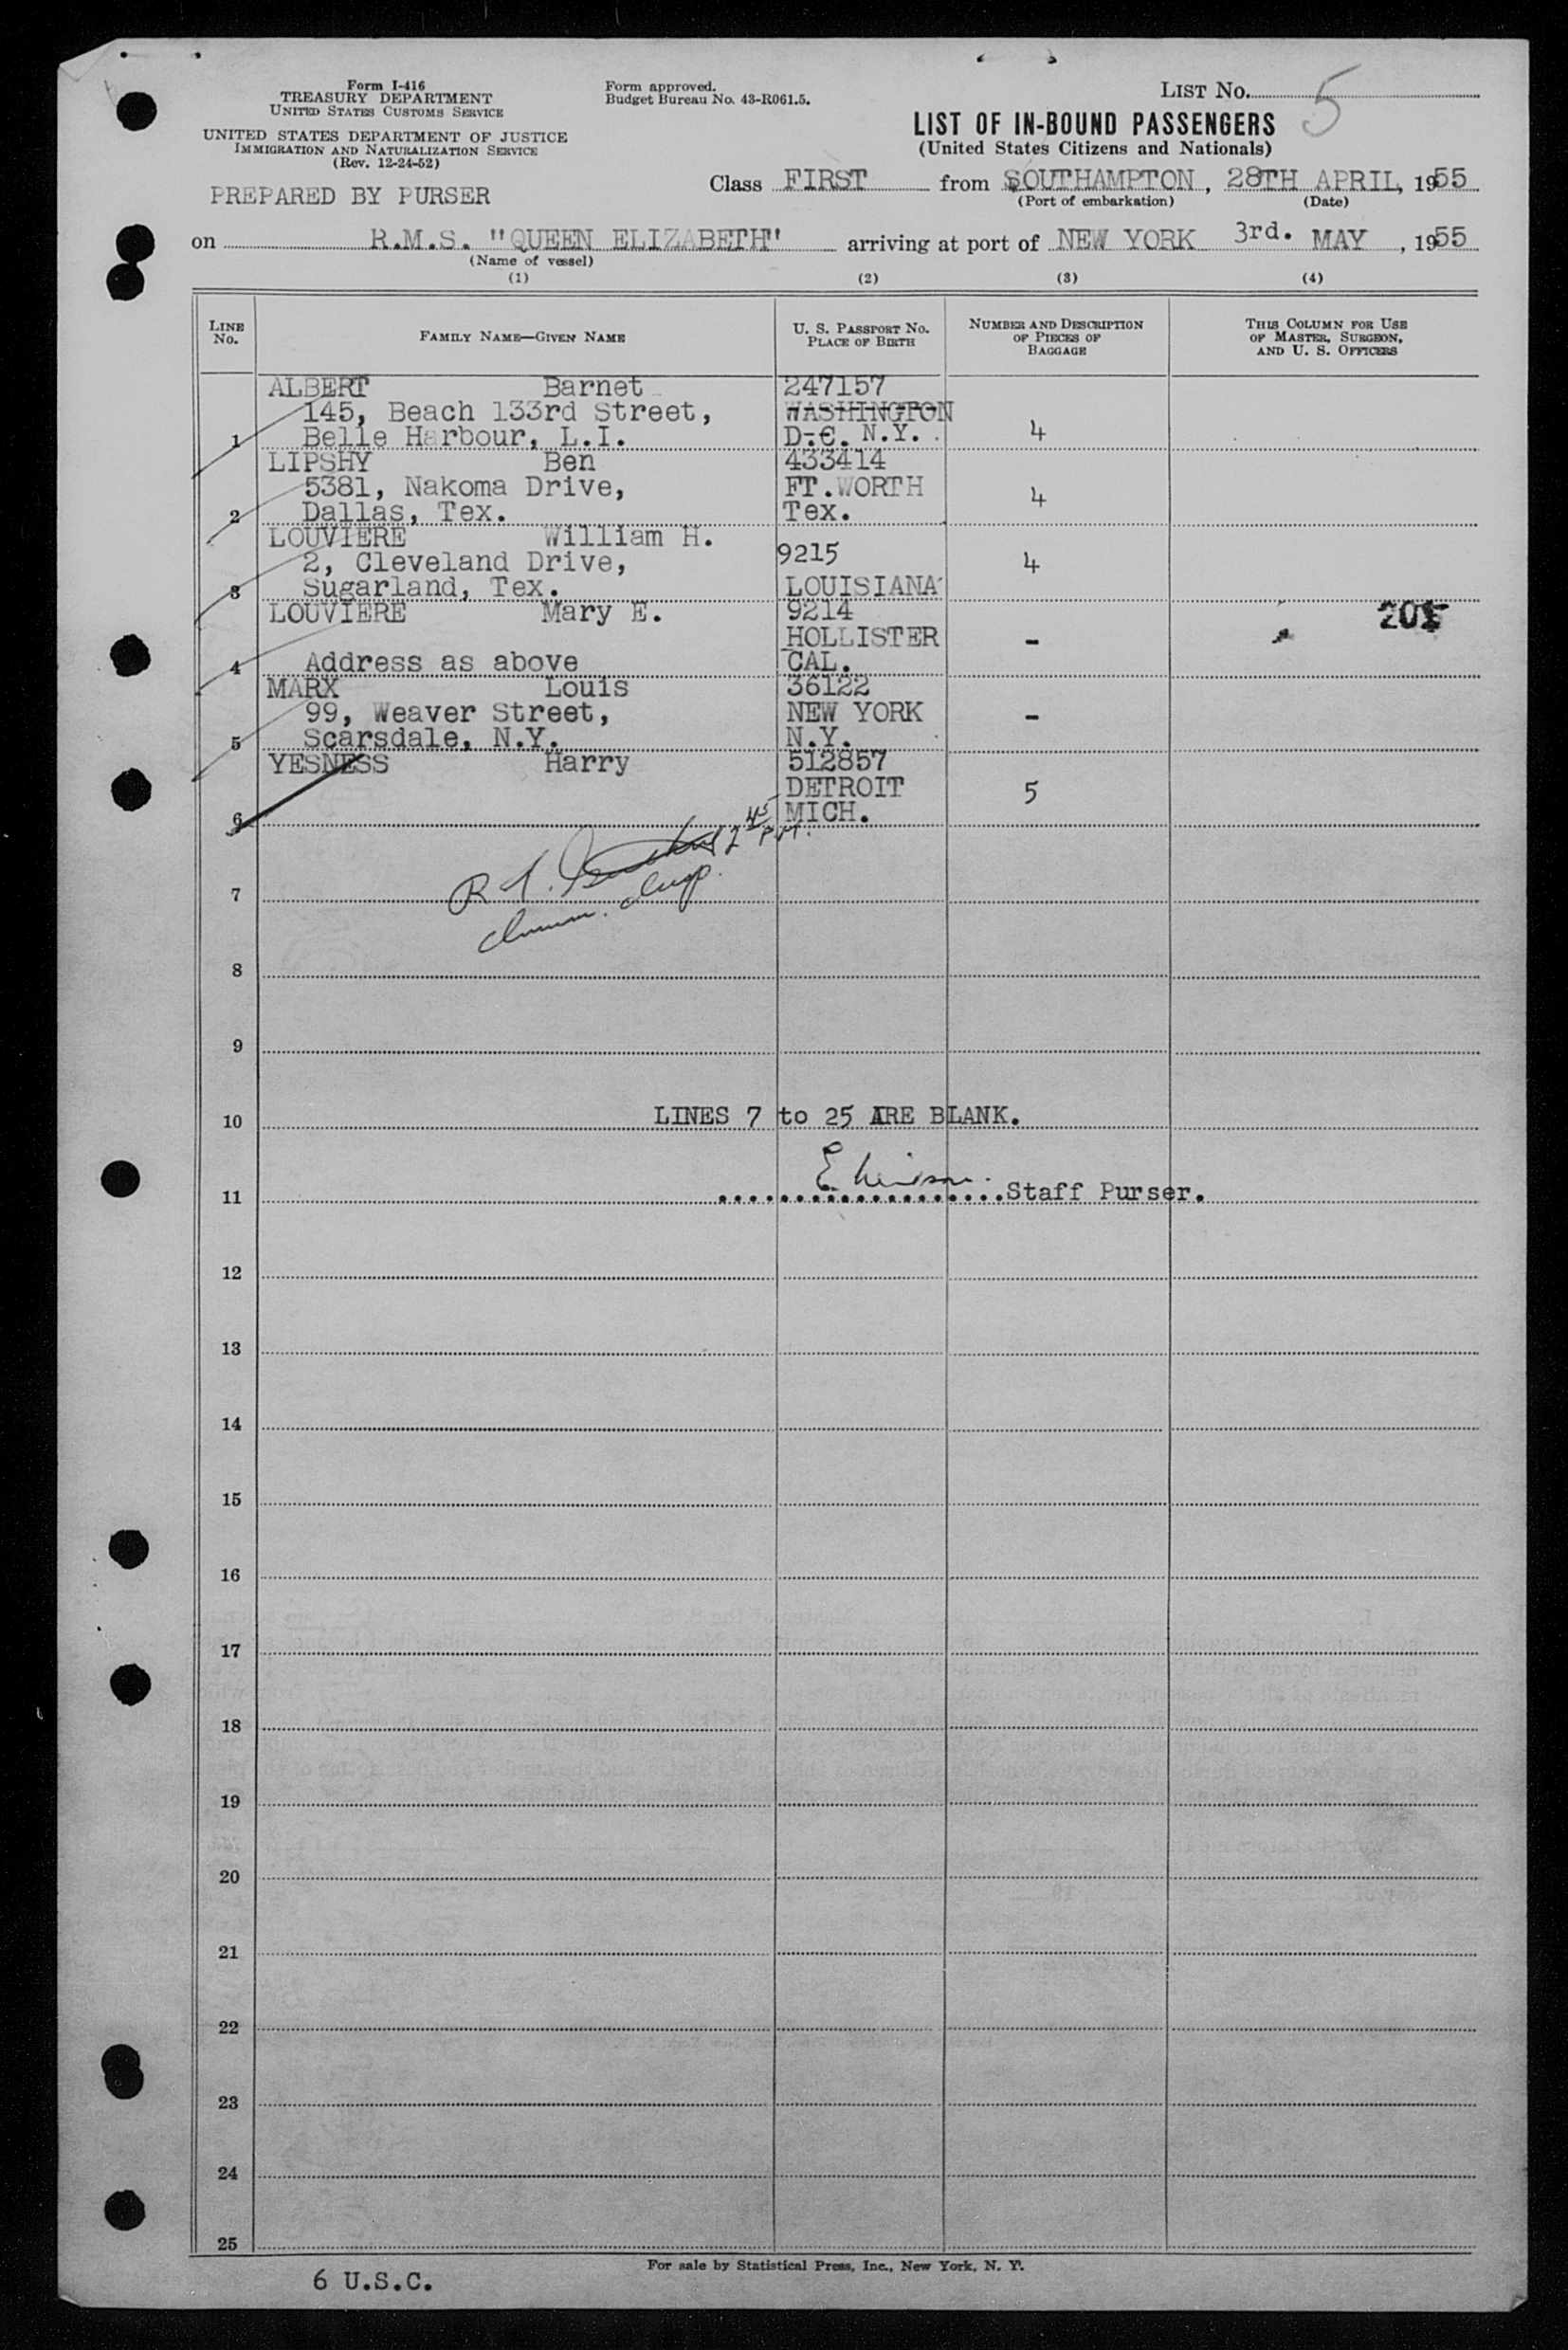 Form I-416
TREASURY DEPARTMENT
UNITED STATES CUSTOMS SERVICE
UNITED STATES DEPARTMENT OF JUSTICE
IMMIGRATION AND NATURALIZATION SERVICE
(Rev. 12-24-52)
PREPARED BY PURSER
Form approved.
Budget Bureau No. 43-R061.5.
LIST No. 5
LIST OF IN-BOUND PASSENGERS
(United States Citizens and Nationals)
Class FIRST from SOUTHAMPTON, 28TH APRIL, 1955
(Port of embarkation) (Date)
on R.M.S. "QUEEN ELIZABETH" arriving at port of NEW YORK 3rd. MAY, 1955
(Name of vessel)
(1) (2) (3) (4)
LINE No.
FAMILY NAME—GIVEN NAME
U. S. PASSPORT NO.
PLACE OF BIRTH
NUMBER AND DESCRIPTION
OF PIECES OF
BAGGAGE
THIS COLUMN FOR USE
OF MASTER, SURGEON,
AND U. S. OFFICERS
ALBERT Barnet 247157
145, Beach 133rd Street, WASHINGTON
1 Belle Harbour, L.I. D.C. N.Y. 4
LIPSHY Ben 433414
5381, Nakoma Drive, FT.WORTH
2 Dallas, Tex. Tex. 4
LOUVIERE William H.
2, Cleveland Drive, 9215 4
3 Sugarland, Tex. LOUISIANA
LOUVIERE Mary E. 9214 205
HOLLISTER -
4 Address as above CAL.
MARX Louis 36122
99, Weaver Street, NEW YORK -
5 Scarsdale, N.Y. N.Y.
YESNESS Harry 512857
DETROIT 5
6 MICH.
2 45 PM.
7
Imm. Insp.
8
9
10 LINES 7 to 25 ARE BLANK.
11 Staff Purser.
12
13
14
15
16
17
18
19
20
21
22
23
24
25
For sale by Statistical Press, Inc., New York, N. Y.
6 U.S.C.